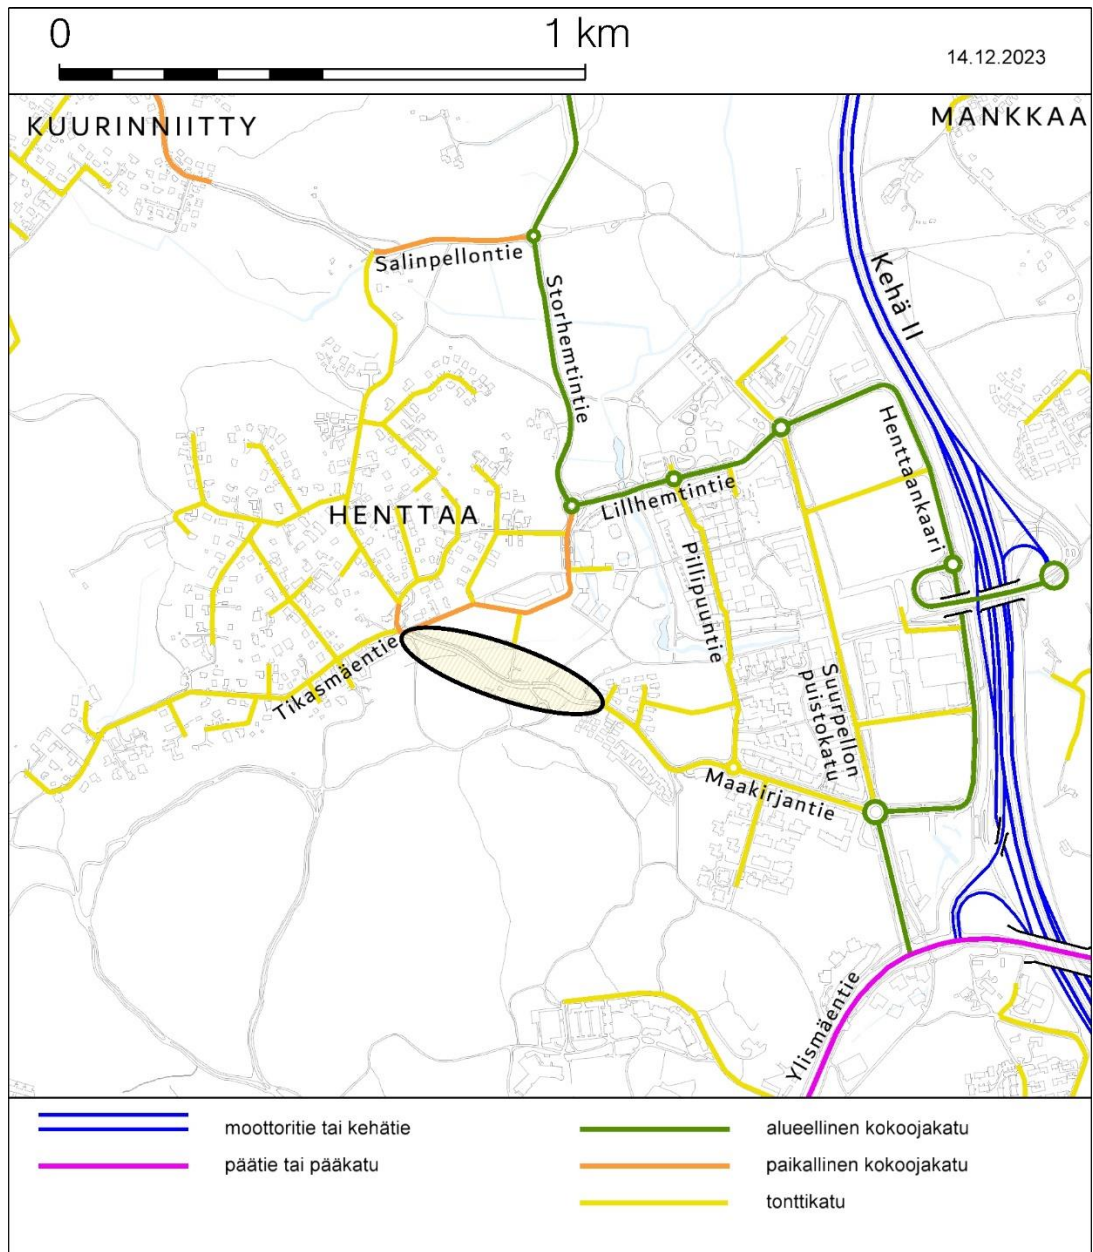 0 1 km
14.12.2023
KUURINNIITTY
MANKKAA
Salinpellontie
Storhemtintie
Kehä II
Henttaankaari
Lillhemtintie
HENTTAA
Pillipuuntie
Tikasmäentie
Suurpellon
puistokatu
Maakirjantie
Ylismäentie
moottoritie tai kehätie
päätie tai pääkatu
alueellinen kokoojakatu
paikallinen kokoojakatu
tonttikatu